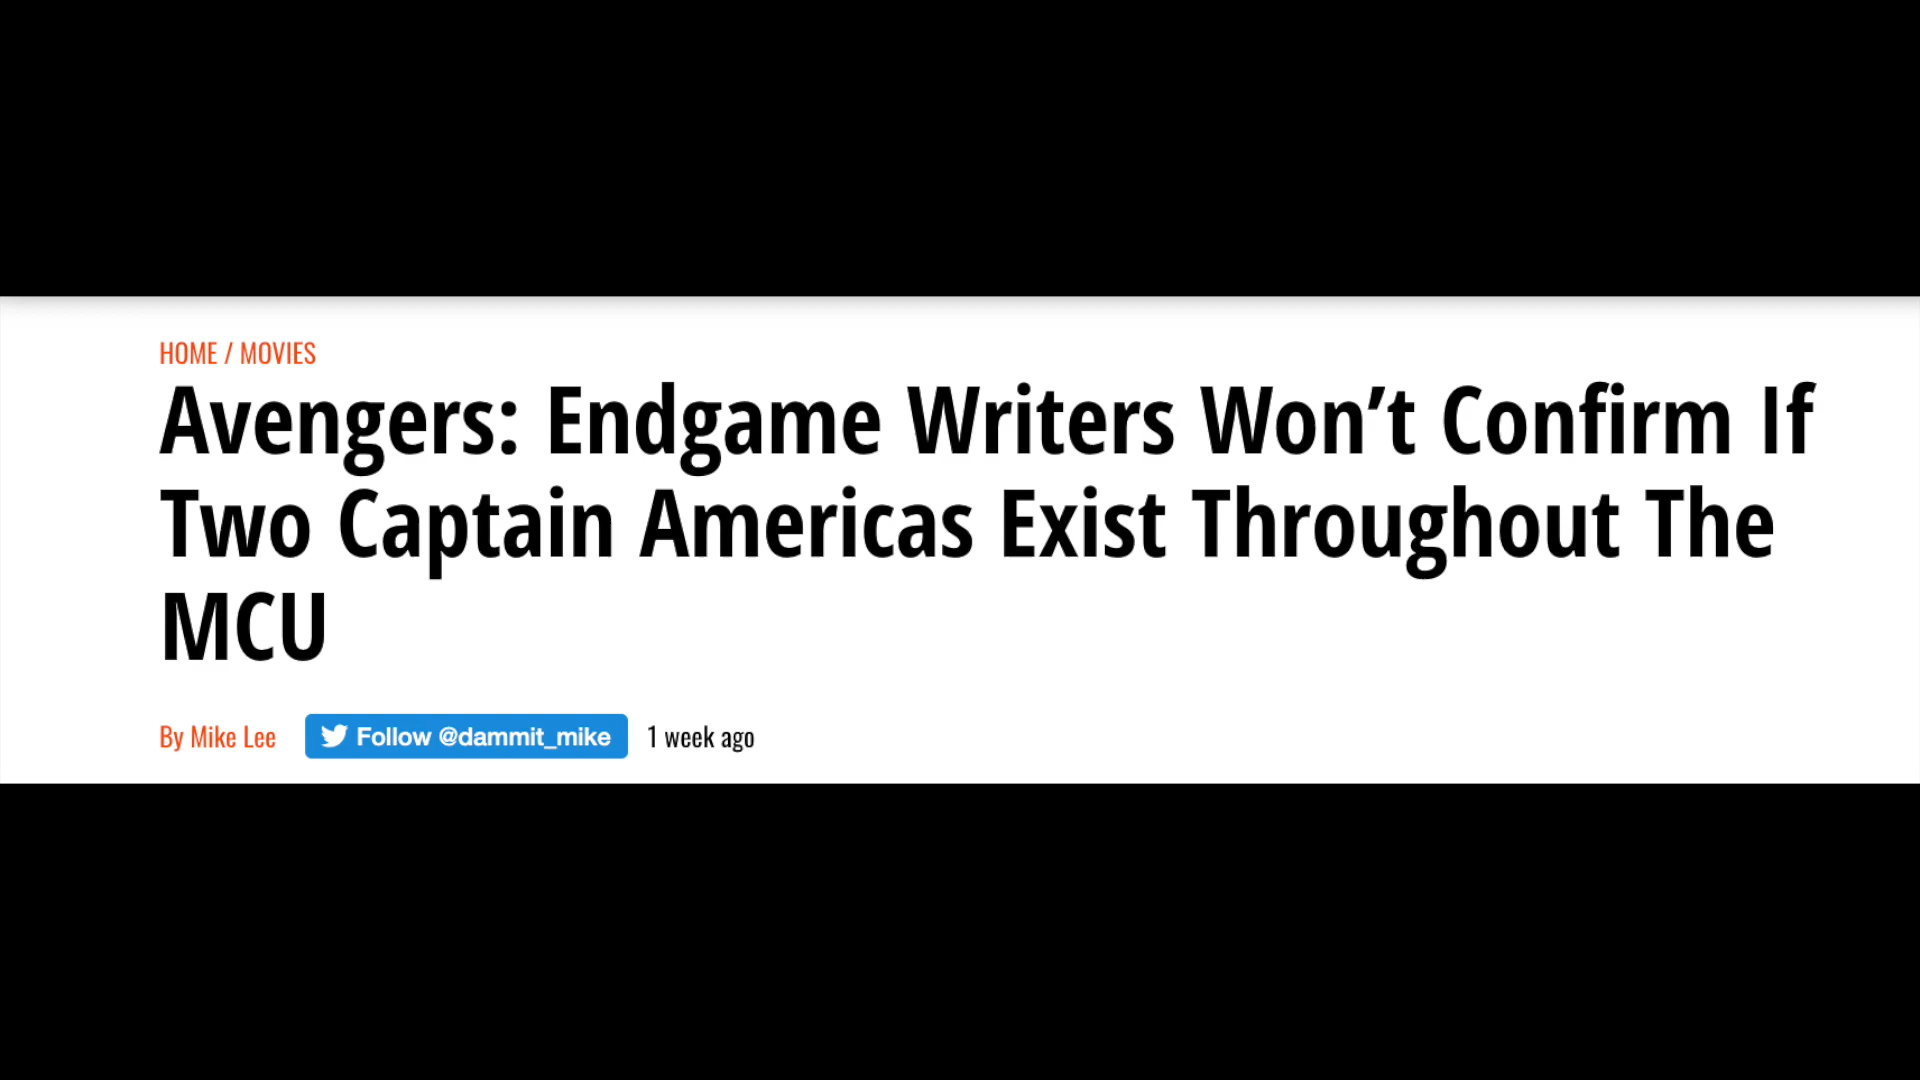 HOME / MOVIES
Avengers: Endgame Writers Won’t Confirm If
Two Captain Americas Exist Throughout The
MCU
By Mike Lee Follow @dammit_mike 1 week ago